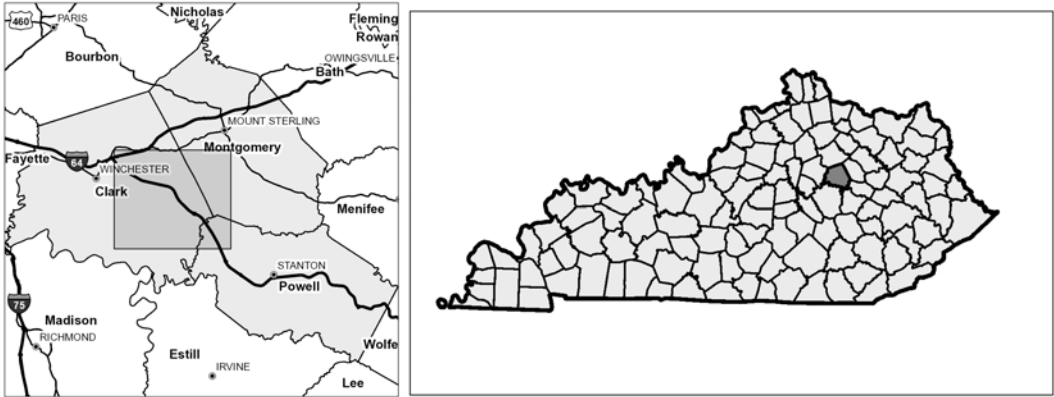 460
PARIS
Nicholas
Fleming
Rowan
Bourbon
OWINGSVILLE
Bath
MOUNT STERLING
Montgomery
Fayette
64
WINCHESTER
Clark
Menifee
STANTON
Powell
75
Madison
RICHMOND
Wolfe
Estill
IRVINE
Lee